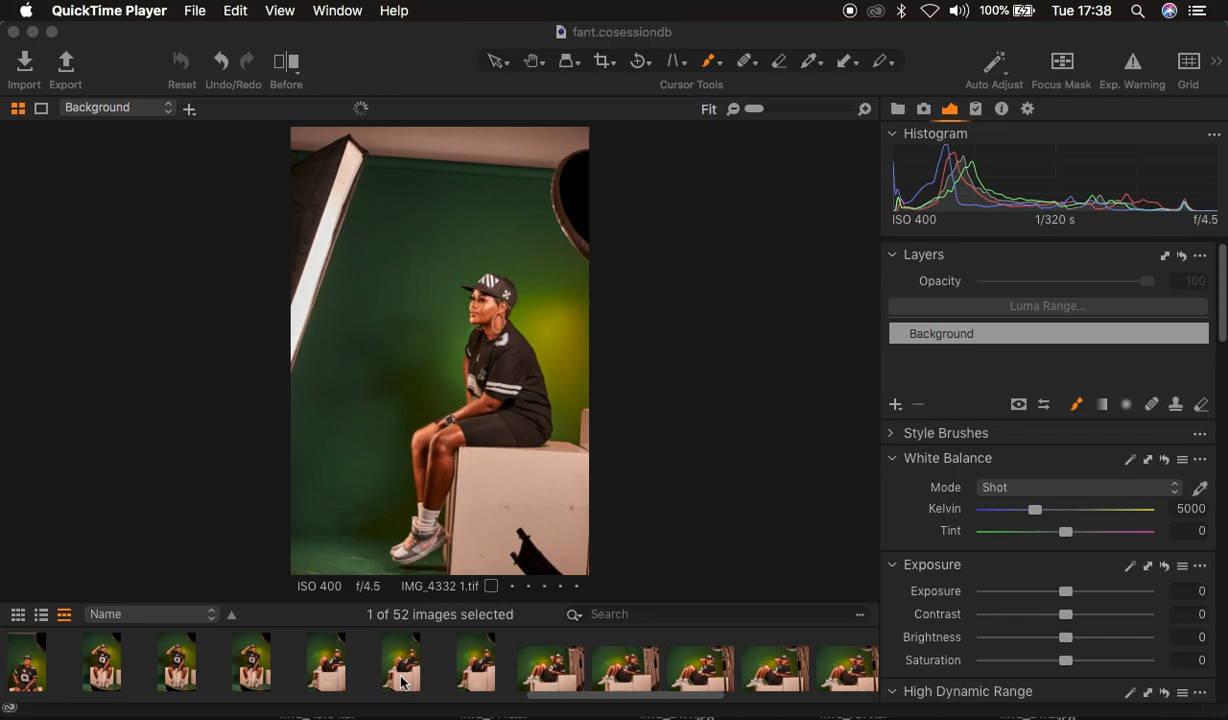 QuickTime Player File Edit View Window Help 100% Tue 17:38
fant.cosessiondb
Import Export Reset Undo/Redo Before Cursor Tools Auto Adjust Focus Mask Exp. Warning Grid
Background Fit
Histogram
ISO 400 1/320 s f/4.5
Layers
Opacity 100
Luma Range...
Background
Style Brushes
White Balance
Mode Shot
Kelvin 5000
Tint 0
Exposure
Exposure 0
Contrast 0
Brightness 0
Saturation 0
High Dynamic Range
ISO 400 f/4.5 IMG_4332 1.tif
Name 1 of 52 images selected Search